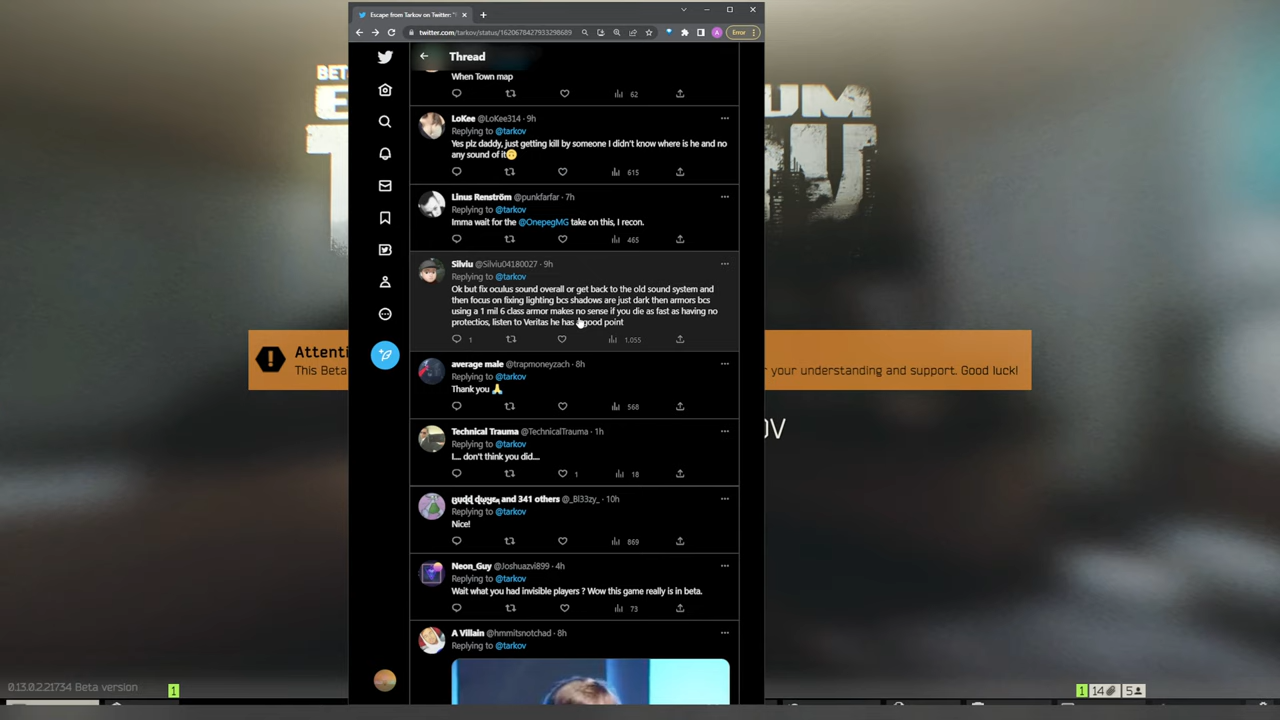 Escape from Tarkov on Twitter: "
twitter.com/tarkov/status/1620678427933298689
Error
Thread
When Town map
62
LoKee @LoKee314 · 9h
Replying to @tarkov
Yes plz daddy, just getting kill by someone I didn't know where is he and no
any sound of it🙃
615
Linus Renström @punkfarfar · 7h
Replying to @tarkov
Imma wait for the @OnepegMG take on this, I recon.
465
Silviu @Silviu04180027 · 9h
Replying to @tarkov
Ok but fix oculus sound overall or get back to the old sound system and
then focus on fixing lighting bcs shadows are just dark then armors bcs
using a 1 mil 6 class armor makes no sense if you die as fast as having no
protectios, listen to Veritas he has a good point
1 1,055
average male @trapmoneyzach · 8h
Replying to @tarkov
Thank you 🙏
568
Technical Trauma @TechnicalTrauma · 1h
Replying to @tarkov
I.... don't think you did....
1 18
and 341 others @_Bl33zy_ · 10h
Replying to @tarkov
Nice!
869
Neon_Guy @Joshuazvi899 · 4h
Replying to @tarkov
Wait what you had invisible players ? Wow this game really is in beta.
73
A Villain @hmmitsnotchad · 8h
Replying to @tarkov
BET
E
UM
U
Attenti
This Beta
your understanding and support. Good luck!
OV
0.13.0.2.21734 Beta version
1
1 14 5